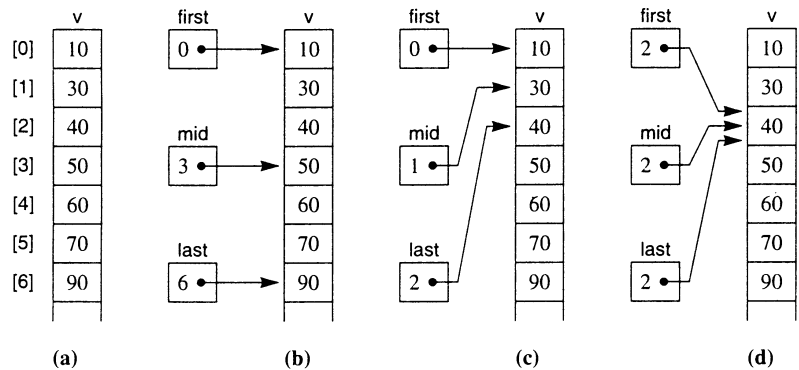 v first v first v first v
[0] 10 0 10 0 10 2 10
[1] 30 30 30 30
[2] 40 mid 40 mid 40 mid 40
[3] 50 3 50 1 50 2 50
[4] 60 60 60 60
[5] 70 last 70 last 70 last 70
[6] 90 6 90 2 90 2 90
(a) (b) (c) (d)